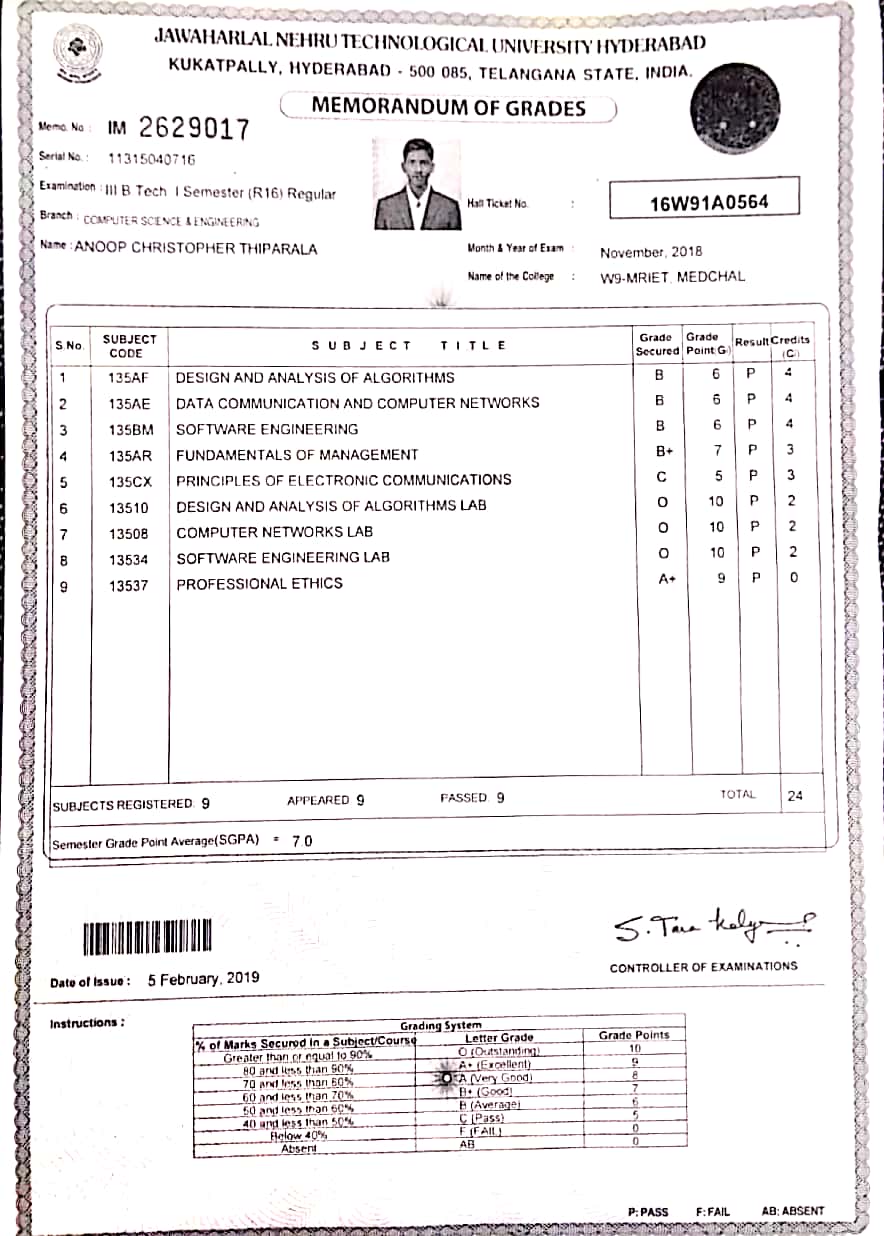 JAWAHARLAL NEHRU TECHNOLOGICAL UNIVERSITY HYDERABAD
KUKATPALLY, HYDERABAD - 500 085, TELANGANA STATE, INDIA.
MEMORANDUM OF GRADES
Memo. No : IM 2629017
Serial No. : 11315040716
Examination : III B Tech I Semester (R16) Regular
Hall Ticket No. : 16W91A0564
Branch : COMPUTER SCIENCE & ENGINEERING
Name : ANOOP CHRISTOPHER THIPARALA
Month & Year of Exam : November, 2018
Name of the College : W9-MRIET, MEDCHAL
S.No. SUBJECT CODE SUBJECT TITLE Grade Secured Grade Point(Gi) Result Credits (Ci)
1 135AF DESIGN AND ANALYSIS OF ALGORITHMS B 6 P 4
2 135AE DATA COMMUNICATION AND COMPUTER NETWORKS B 6 P 4
3 135BM SOFTWARE ENGINEERING B 6 P 4
4 135AR FUNDAMENTALS OF MANAGEMENT B+ 7 P 3
5 135CX PRINCIPLES OF ELECTRONIC COMMUNICATIONS C 5 P 3
6 13510 DESIGN AND ANALYSIS OF ALGORITHMS LAB O 10 P 2
7 13508 COMPUTER NETWORKS LAB O 10 P 2
8 13534 SOFTWARE ENGINEERING LAB O 10 P 2
9 13537 PROFESSIONAL ETHICS A+ 9 P 0
SUBJECTS REGISTERED: 9 APPEARED 9 PASSED: 9 TOTAL 24
Semester Grade Point Average(SGPA) = 7.0
S. Tara
CONTROLLER OF EXAMINATIONS
Date of Issue : 5 February, 2019
Instructions :
Grading System
% of Marks Secured in a Subject/Course Letter Grade Grade Points
Greater than or equal to 90% O (Outstanding) 10
80 and less than 90% A+ (Excellent) 9
70 and less than 80% A (Very Good) 8
60 and less than 70% B+ (Good) 7
50 and less than 60% B (Average) 6
40 and less than 50% C (Pass) 5
Below 40% F (FAIL) 0
Absent AB 0
P: PASS F: FAIL AB: ABSENT